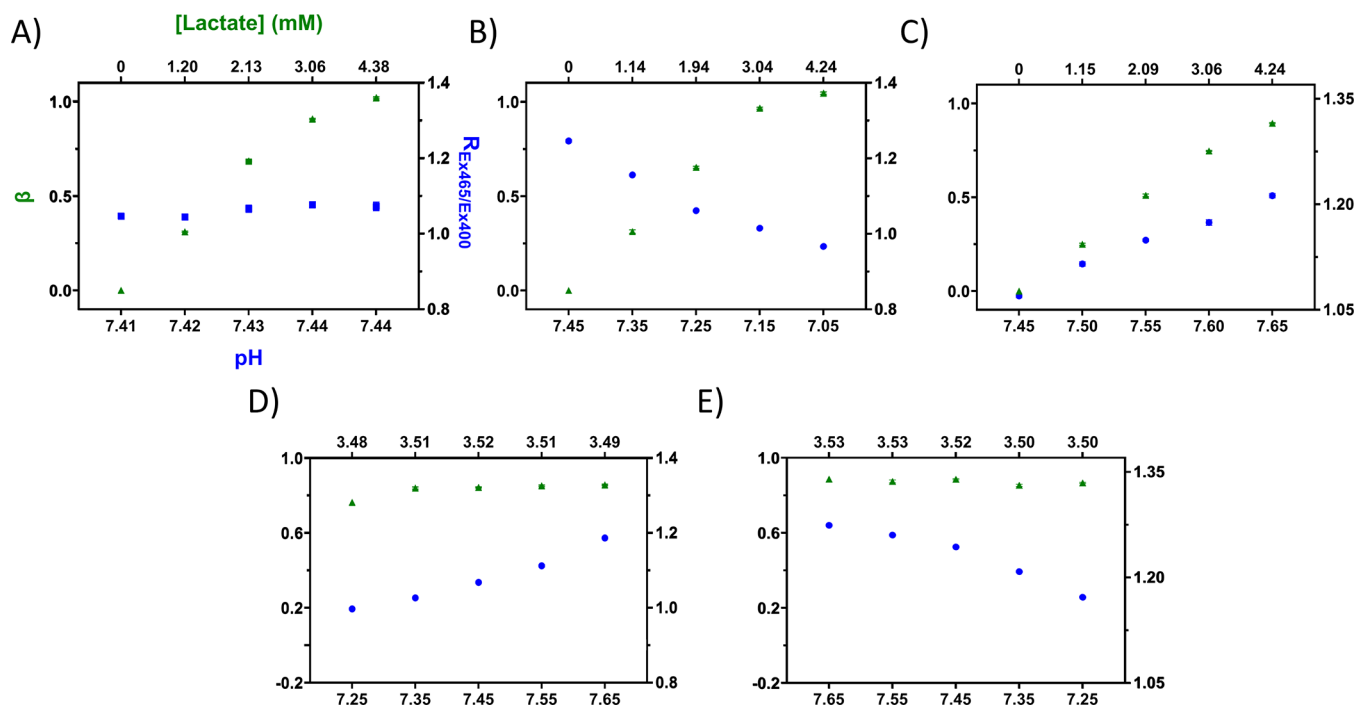 A)
[Lactate] (mM)
0 1.20 2.13 3.06 4.38
1.0
0.5
0.0
β
1.4
1.2
1.0
0.8
REx465/Ex400
7.41 7.42 7.43 7.44 7.44
pH
B)
0 1.14 1.94 3.04 4.24
1.0
0.5
0.0
1.4
1.2
1.0
0.8
7.45 7.35 7.25 7.15 7.05
C)
0 1.15 2.09 3.06 4.24
1.0
0.5
0.0
1.35
1.20
1.05
7.45 7.50 7.55 7.60 7.65
D)
3.48 3.51 3.52 3.51 3.49
1.0
0.6
0.2
-0.2
1.4
1.2
1.0
0.8
7.25 7.35 7.45 7.55 7.65
E)
3.53 3.53 3.52 3.50 3.50
1.0
0.6
0.2
-0.2
1.35
1.20
1.05
7.65 7.55 7.45 7.35 7.25